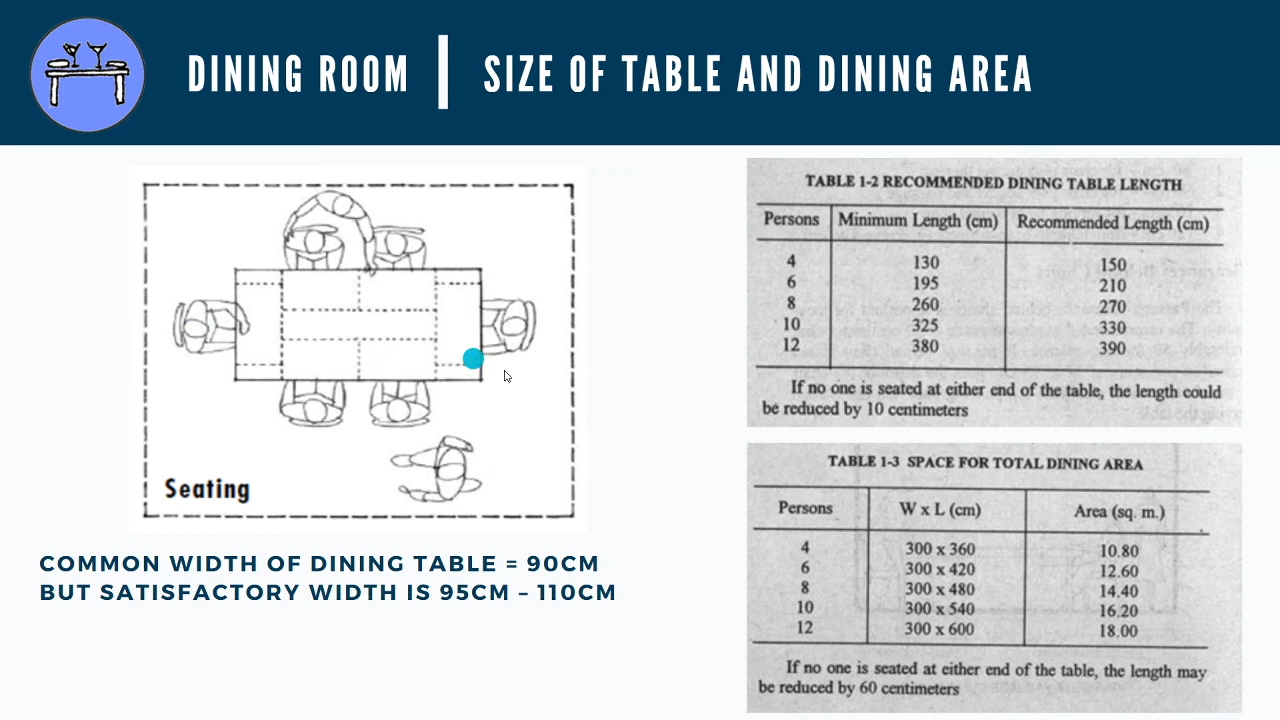 DINING ROOM | SIZE OF TABLE AND DINING AREA
Seating
COMMON WIDTH OF DINING TABLE = 90CM
BUT SATISFACTORY WIDTH IS 95CM – 110CM
TABLE 1-2 RECOMMENDED DINING TABLE LENGTH
Persons Minimum Length (cm) Recommended Length (cm)
4 130 150
6 195 210
8 260 270
10 325 330
12 380 390
If no one is seated at either end of the table, the length could
be reduced by 10 centimeters
TABLE 1-3 SPACE FOR TOTAL DINING AREA
Persons W x L (cm) Area (sq. m.)
4 300 x 360 10.80
6 300 x 420 12.60
8 300 x 480 14.40
10 300 x 540 16.20
12 300 x 600 18.00
If no one is seated at either end of the table, the length may
be reduced by 60 centimeters